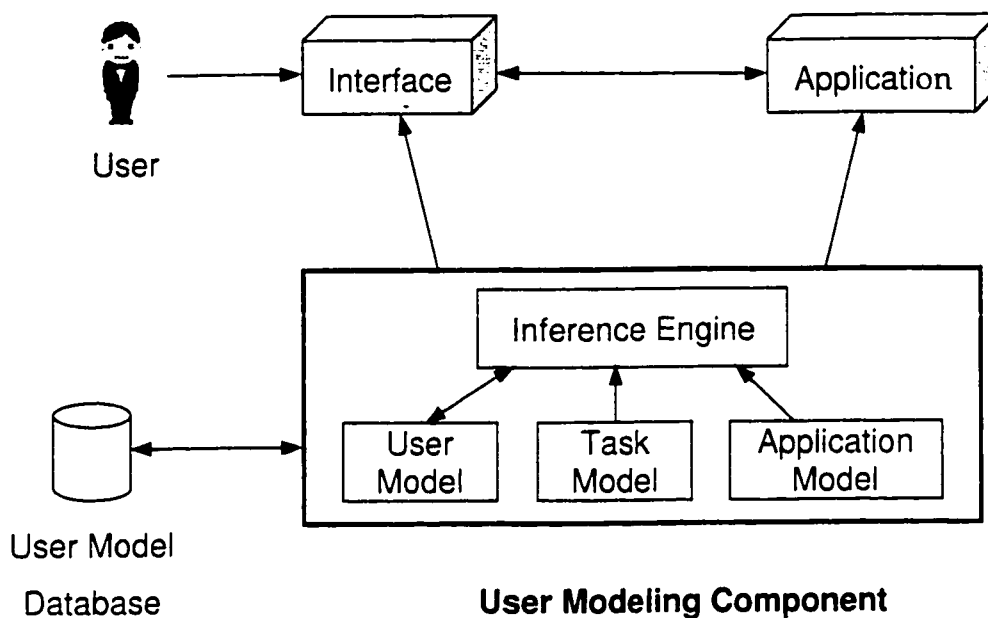 Interface
Application
User
Inference Engine
User
Model
Task
Model
Application
Model
User Model
Database
User Modeling Component